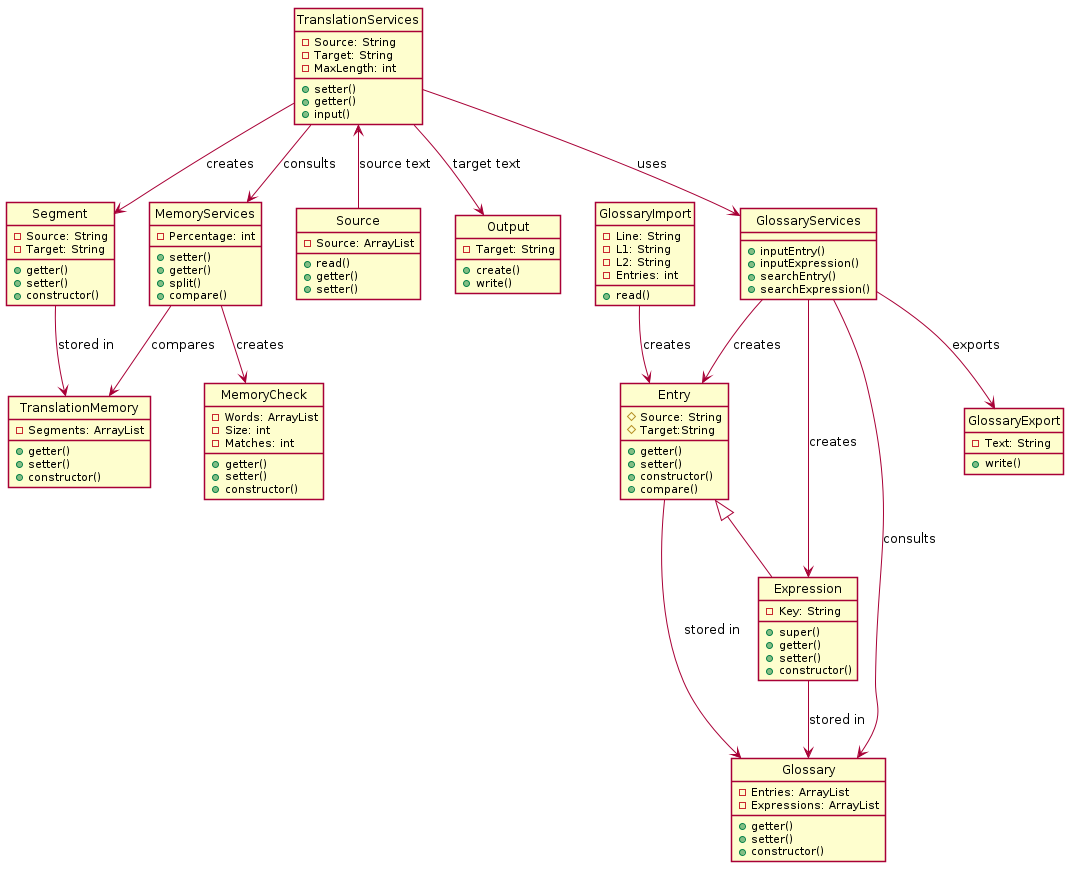 TranslationServices
Source: String
Target: String
MaxLength: int
setter()
getter()
input()
creates
consults
source text
target text
uses
Segment
Source: String
Target: String
getter()
setter()
constructor()
MemoryServices
Percentage: int
setter()
getter()
split()
compare()
Source
Source: ArrayList
read()
getter()
setter()
Output
Target: String
create()
write()
GlossaryImport
Line: String
L1: String
L2: String
Entries: int
read()
GlossaryServices
inputEntry()
inputExpression()
searchEntry()
searchExpression()
stored in
compares
creates
creates
creates
exports
TranslationMemory
Segments: ArrayList
getter()
setter()
constructor()
MemoryCheck
Words: ArrayList
Size: int
Matches: int
getter()
setter()
constructor()
Entry
Source: String
Target:String
getter()
setter()
constructor()
compare()
creates
GlossaryExport
Text: String
write()
consults
Expression
Key: String
super()
getter()
setter()
constructor()
stored in
stored in
Glossary
Entries: ArrayList
Expressions: ArrayList
getter()
setter()
constructor()